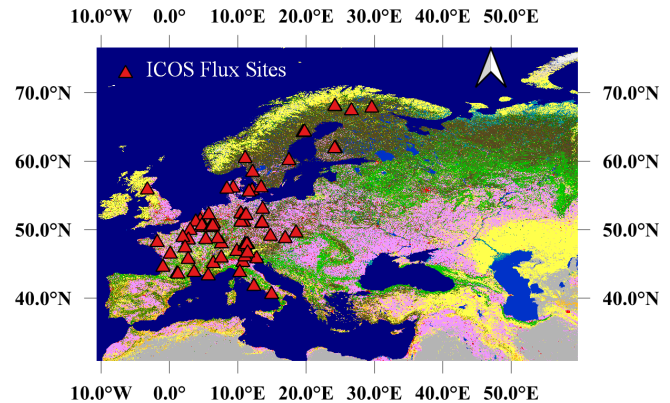 10.0°W 0.0° 10.0°E 20.0°E 30.0°E 40.0°E 50.0°E
ICOS Flux Sites
70.0°N 70.0°N
60.0°N 60.0°N
50.0°N 50.0°N
40.0°N 40.0°N
10.0°W 0.0° 10.0°E 20.0°E 30.0°E 40.0°E 50.0°E